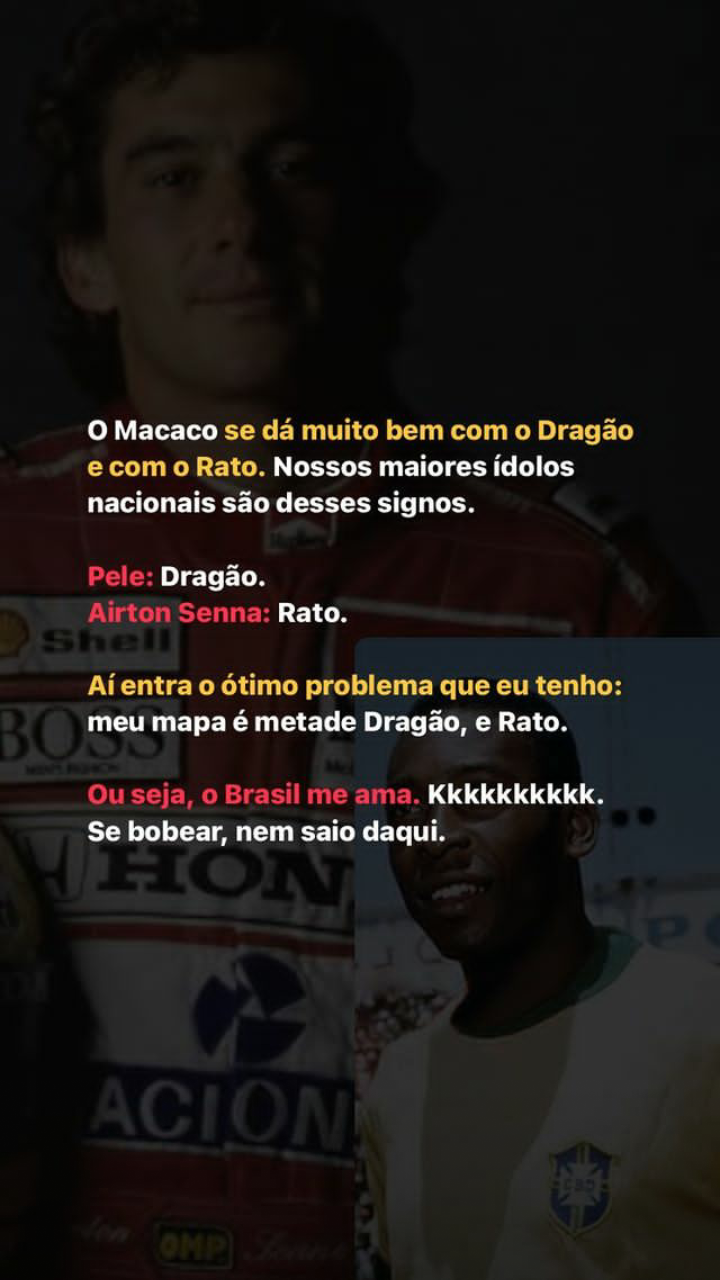 O Macaco se dá muito bem com o Dragão
e com o Rato. Nossos maiores ídolos
nacionais são desses signos.
Pele: Dragão.
Airton Senna: Rato.
Shell
Aí entra o ótimo problema que eu tenho:
meu mapa é metade Dragão, e Rato.
BOSS
Ou seja, o Brasil me ama. Kkkkkkkkkk.
Se bobear, nem saio daqui.
HON
ACION
OMP